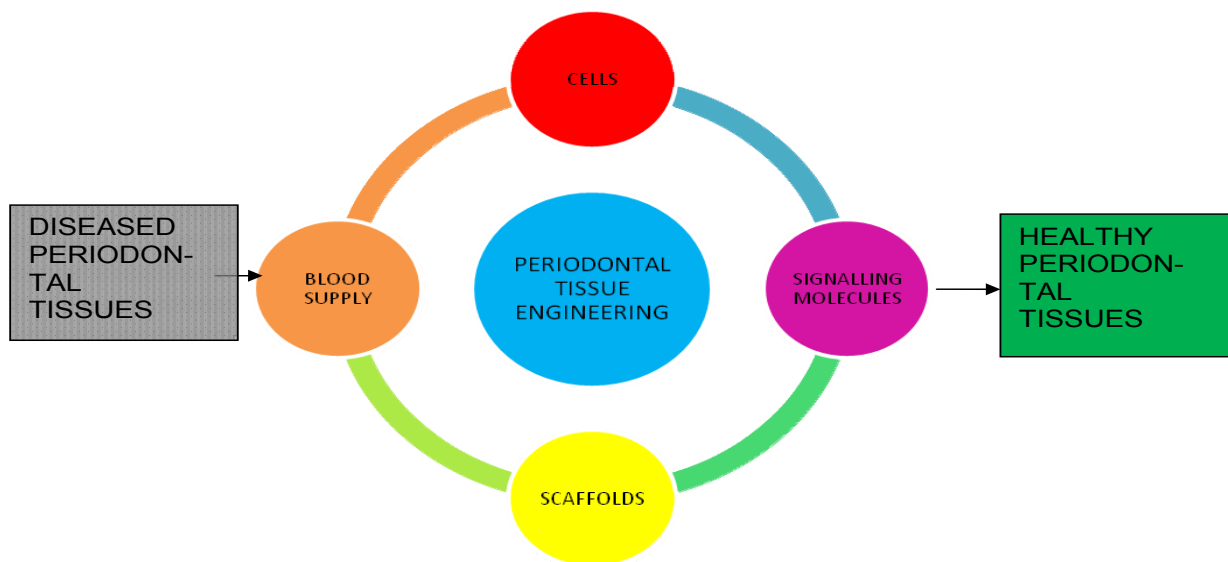 CELLS
DISEASED
PERIODON-
TAL
TISSUES
BLOOD
SUPPLY
PERIODONTAL
TISSUE
ENGINEERING
SIGNALLING
MOLECULES
HEALTHY
PERIODON-
TAL
TISSUES
SCAFFOLDS